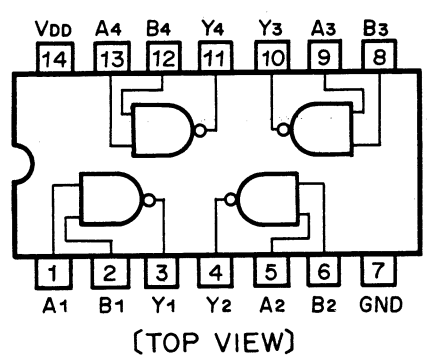 VDD A4 B4 Y4 Y3 A3 B3
14 13 12 11 10 9 8
1 2 3 4 5 6 7
A1 B1 Y1 Y2 A2 B2 GND
[TOP VIEW]